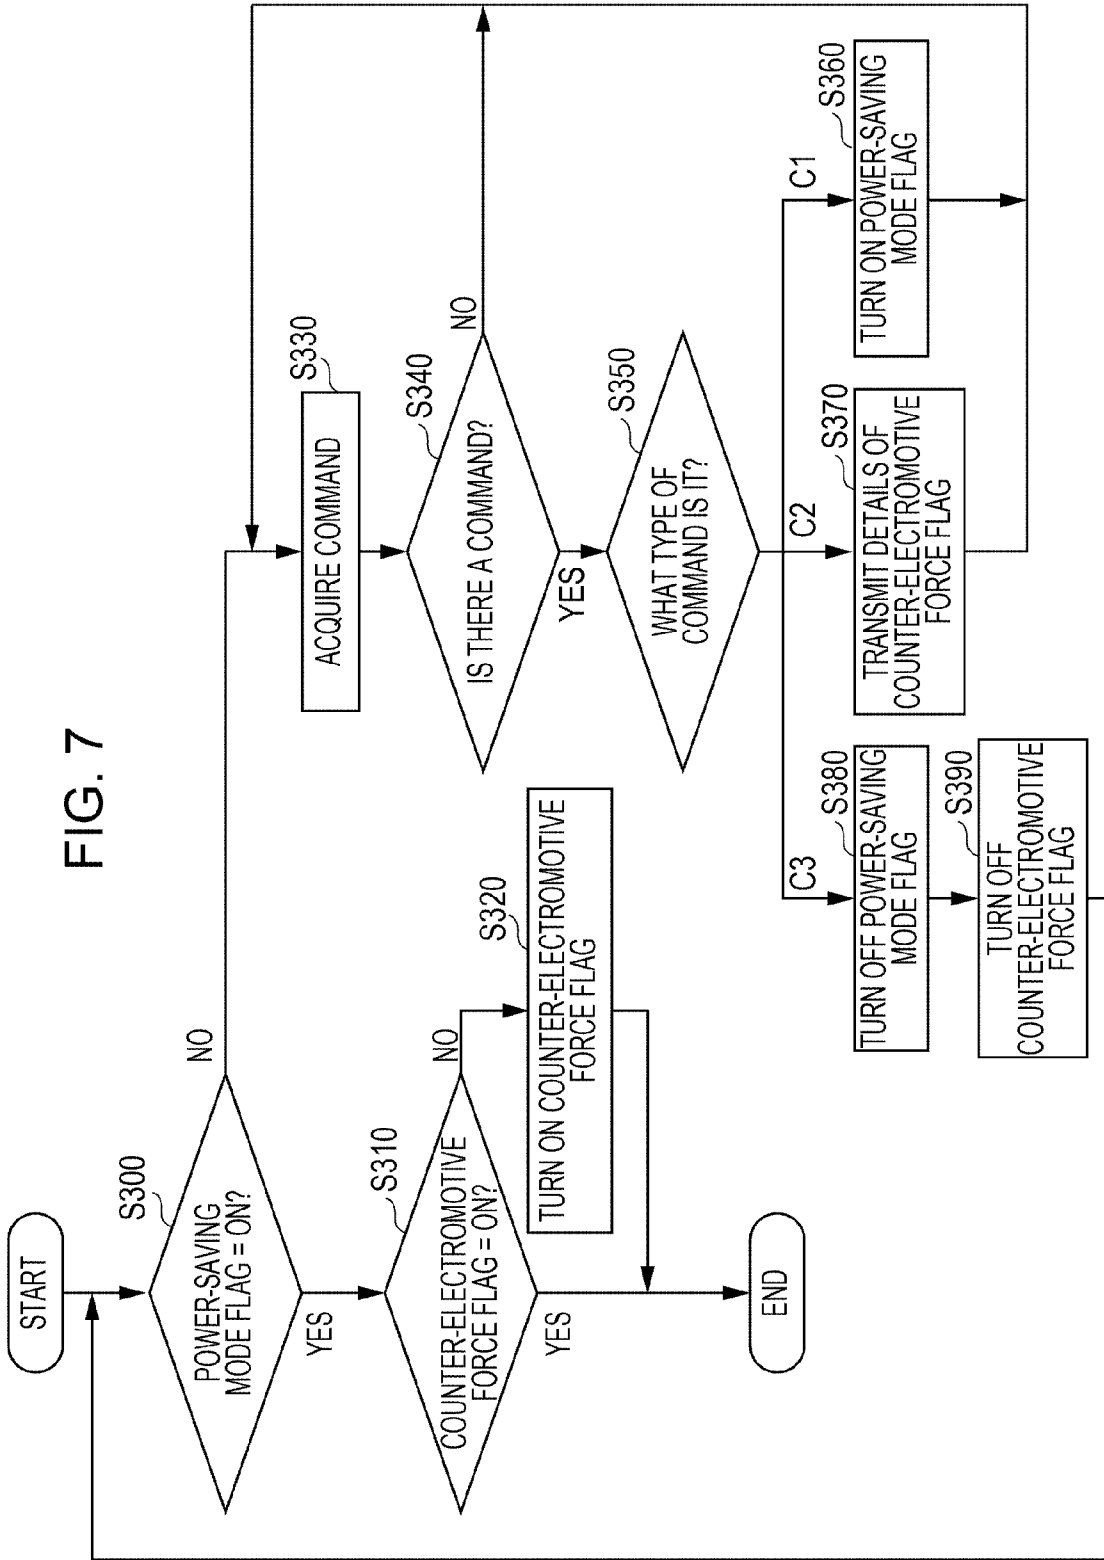 FIG. 7
START
S300
POWER-SAVING
MODE FLAG = ON?
NO
YES
S310
COUNTER-ELECTROMOTIVE
FORCE FLAG = ON?
NO
YES
S320
TURN ON COUNTER-ELECTROMOTIVE
FORCE FLAG
END
S330
ACQUIRE COMMAND
S340
IS THERE A COMMAND?
NO
YES
S350
WHAT TYPE OF
COMMAND IS IT?
C3
C2
C1
S380
TURN OFF POWER-SAVING
MODE FLAG
S390
TURN OFF
COUNTER-ELECTROMOTIVE
FORCE FLAG
S370
TRANSMIT DETAILS OF
COUNTER-ELECTROMOTIVE
FORCE FLAG
S360
TURN ON POWER-SAVING
MODE FLAG